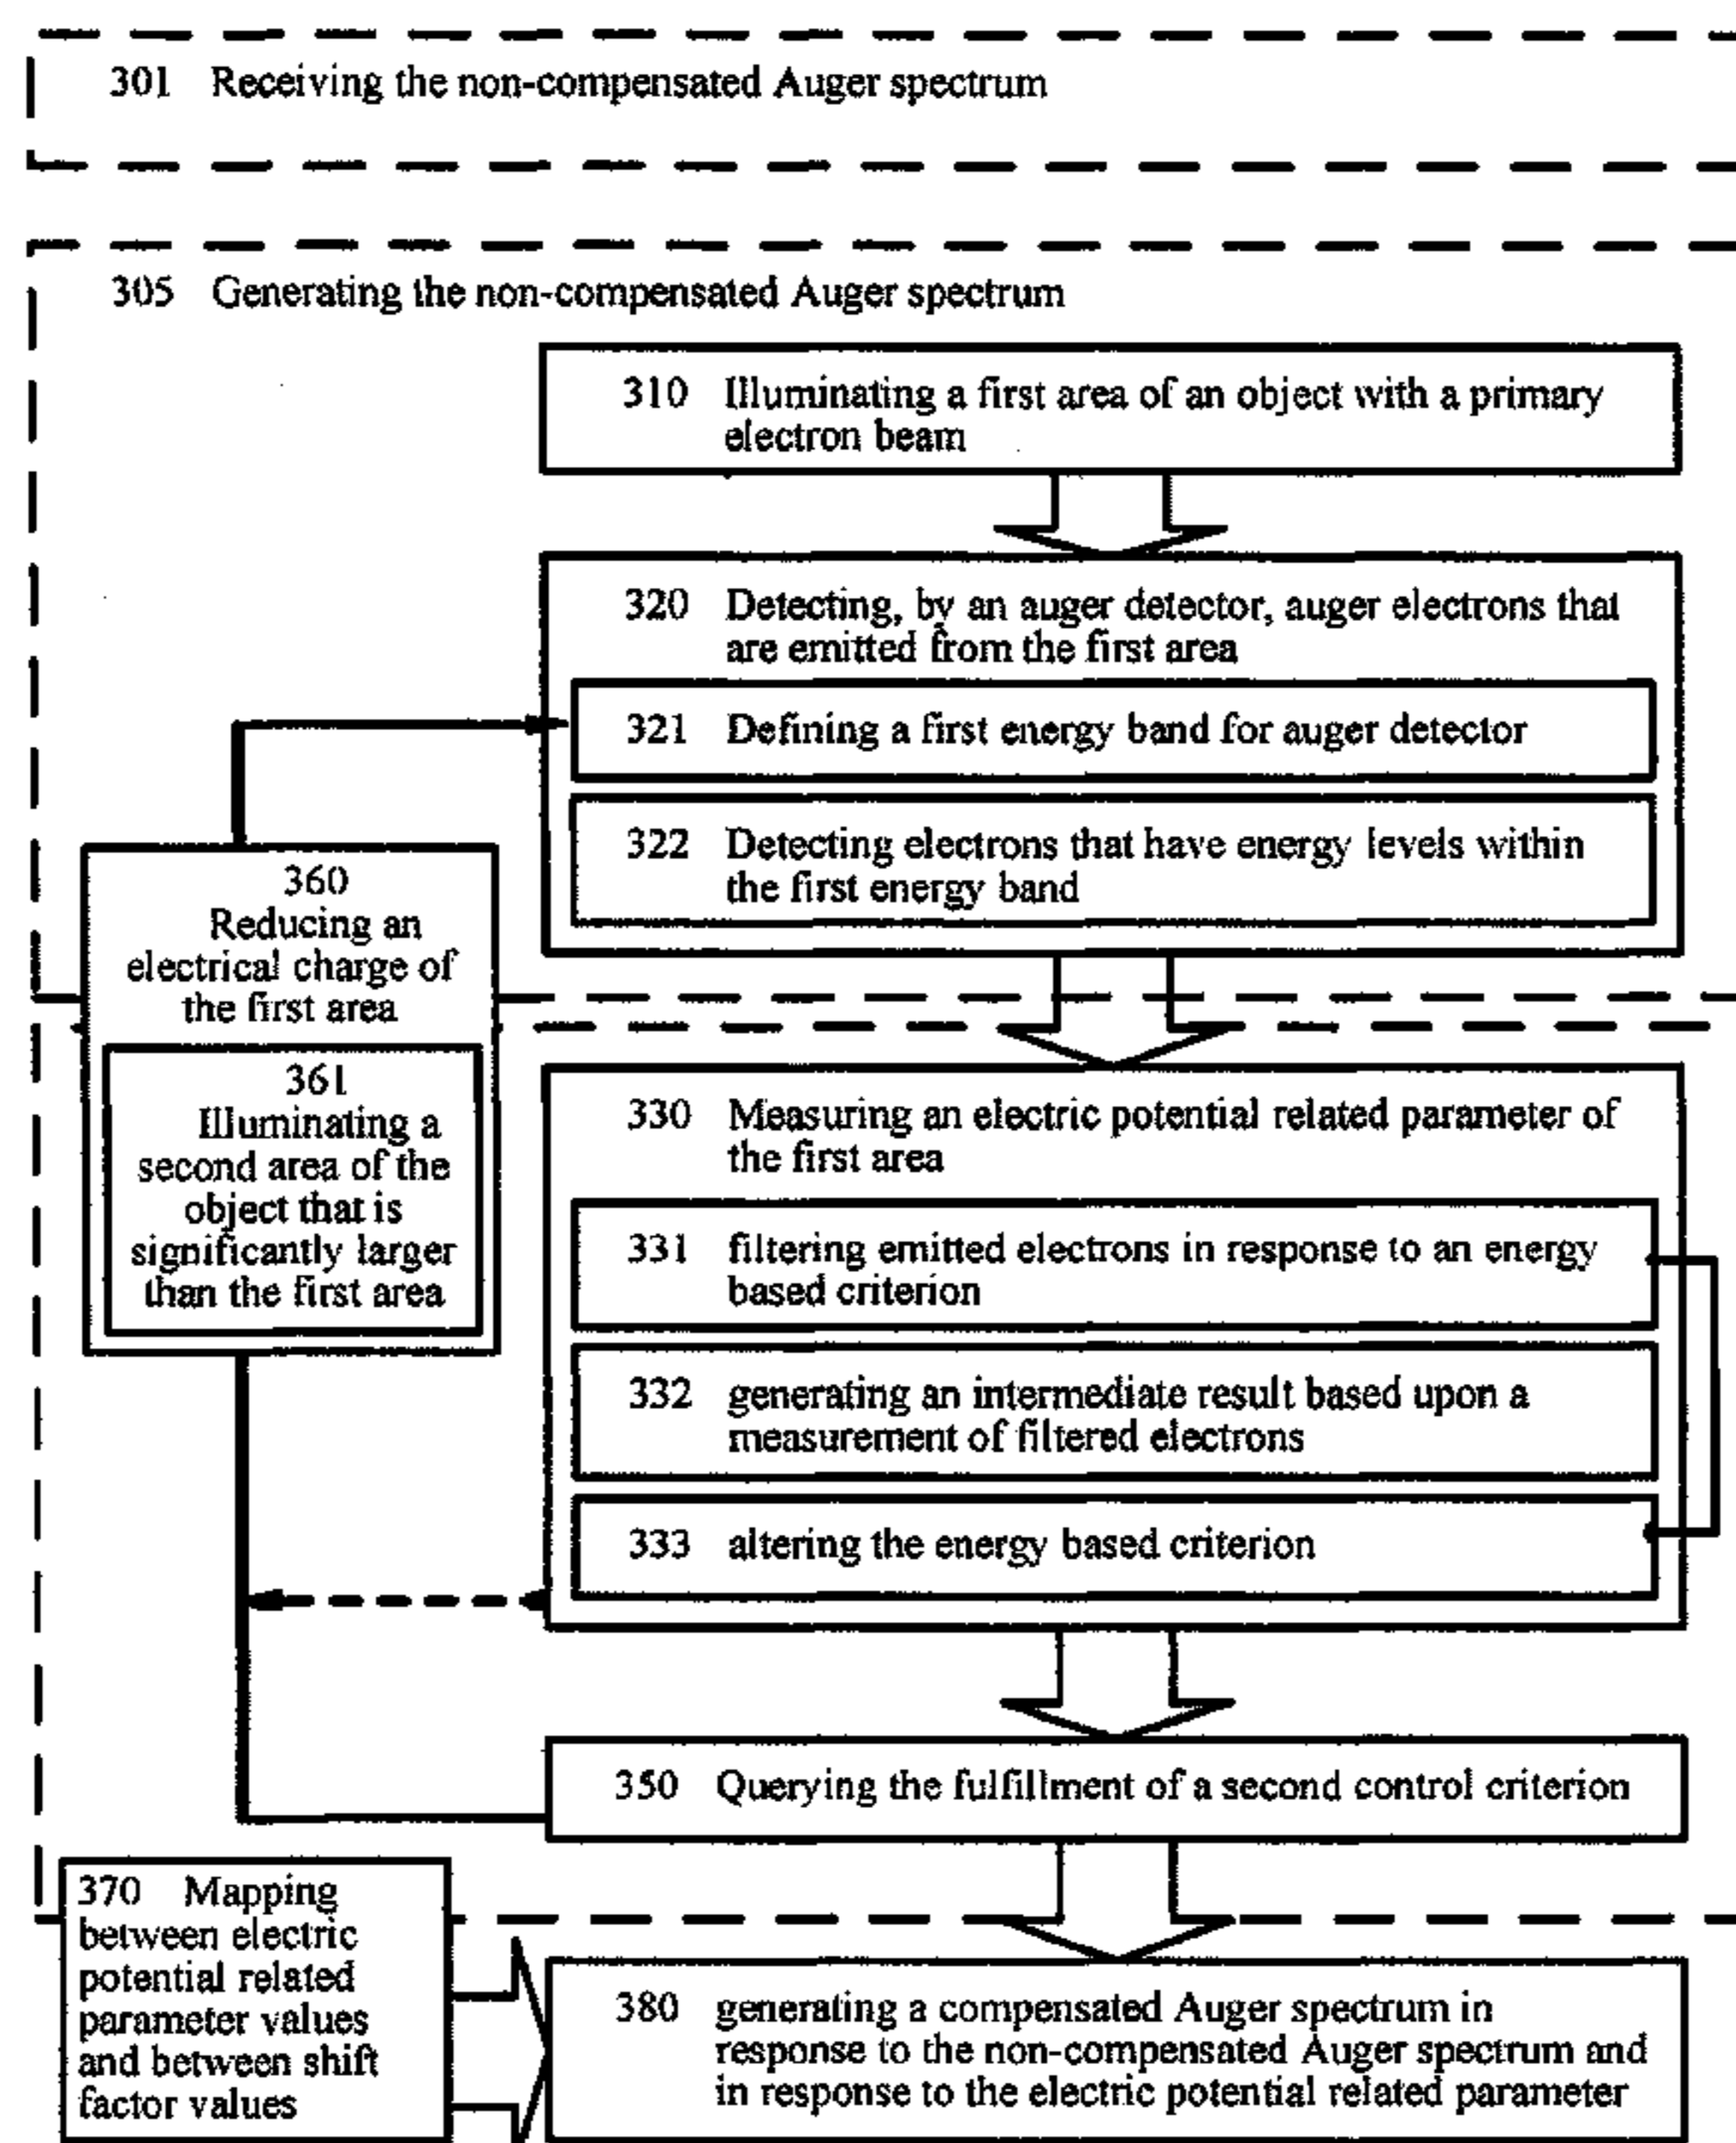 301 Receiving the non-compensated Auger spectrum
305 Generating the non-compensated Auger spectrum
310 Illuminating a first area of an object with a primary
electron beam
320 Detecting, by an auger detector, auger electrons that
are emitted from the first area
321 Defining a first energy band for auger detector
322 Detecting electrons that have energy levels within
the first energy band
360
Reducing an
electrical charge of
the first area
361
Illuminating a
second area of the
object that is
significantly larger
than the first area
330 Measuring an electric potential related parameter of
the first area
331 filtering emitted electrons in response to an energy
based criterion
332 generating an intermediate result based upon a
measurement of filtered electrons
333 altering the energy based criterion
350 Querying the fulfillment of a second control criterion
370 Mapping
between electric
potential related
parameter values
and between shift
factor values
380 generating a compensated Auger spectrum in
response to the non-compensated Auger spectrum and
in response to the electric potential related parameter